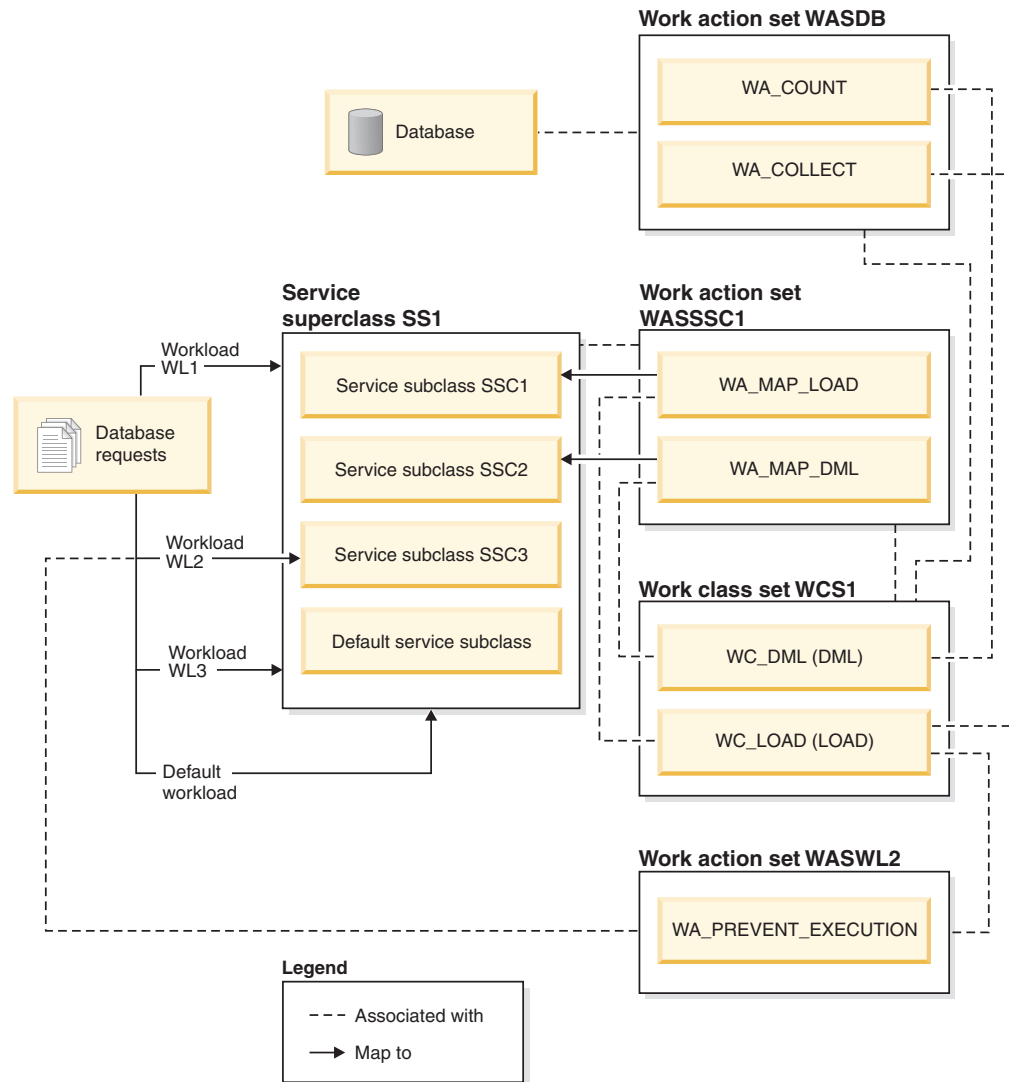 Work action set WASDB
WA_COUNT
Database
WA_COLLECT
Service
superclass SS1
Work action set
WASSSC1
Workload
WL1
Service subclass SSC1
WA_MAP_LOAD
Database
requests
Service subclass SSC2
WA_MAP_DML
Workload
WL2
Service subclass SSC3
Work class set WCS1
Workload
WL3
Default service subclass
WC_DML (DML)
WC_LOAD (LOAD)
Default
workload
Work action set WASWL2
WA_PREVENT_EXECUTION
Legend
Associated with
Map to